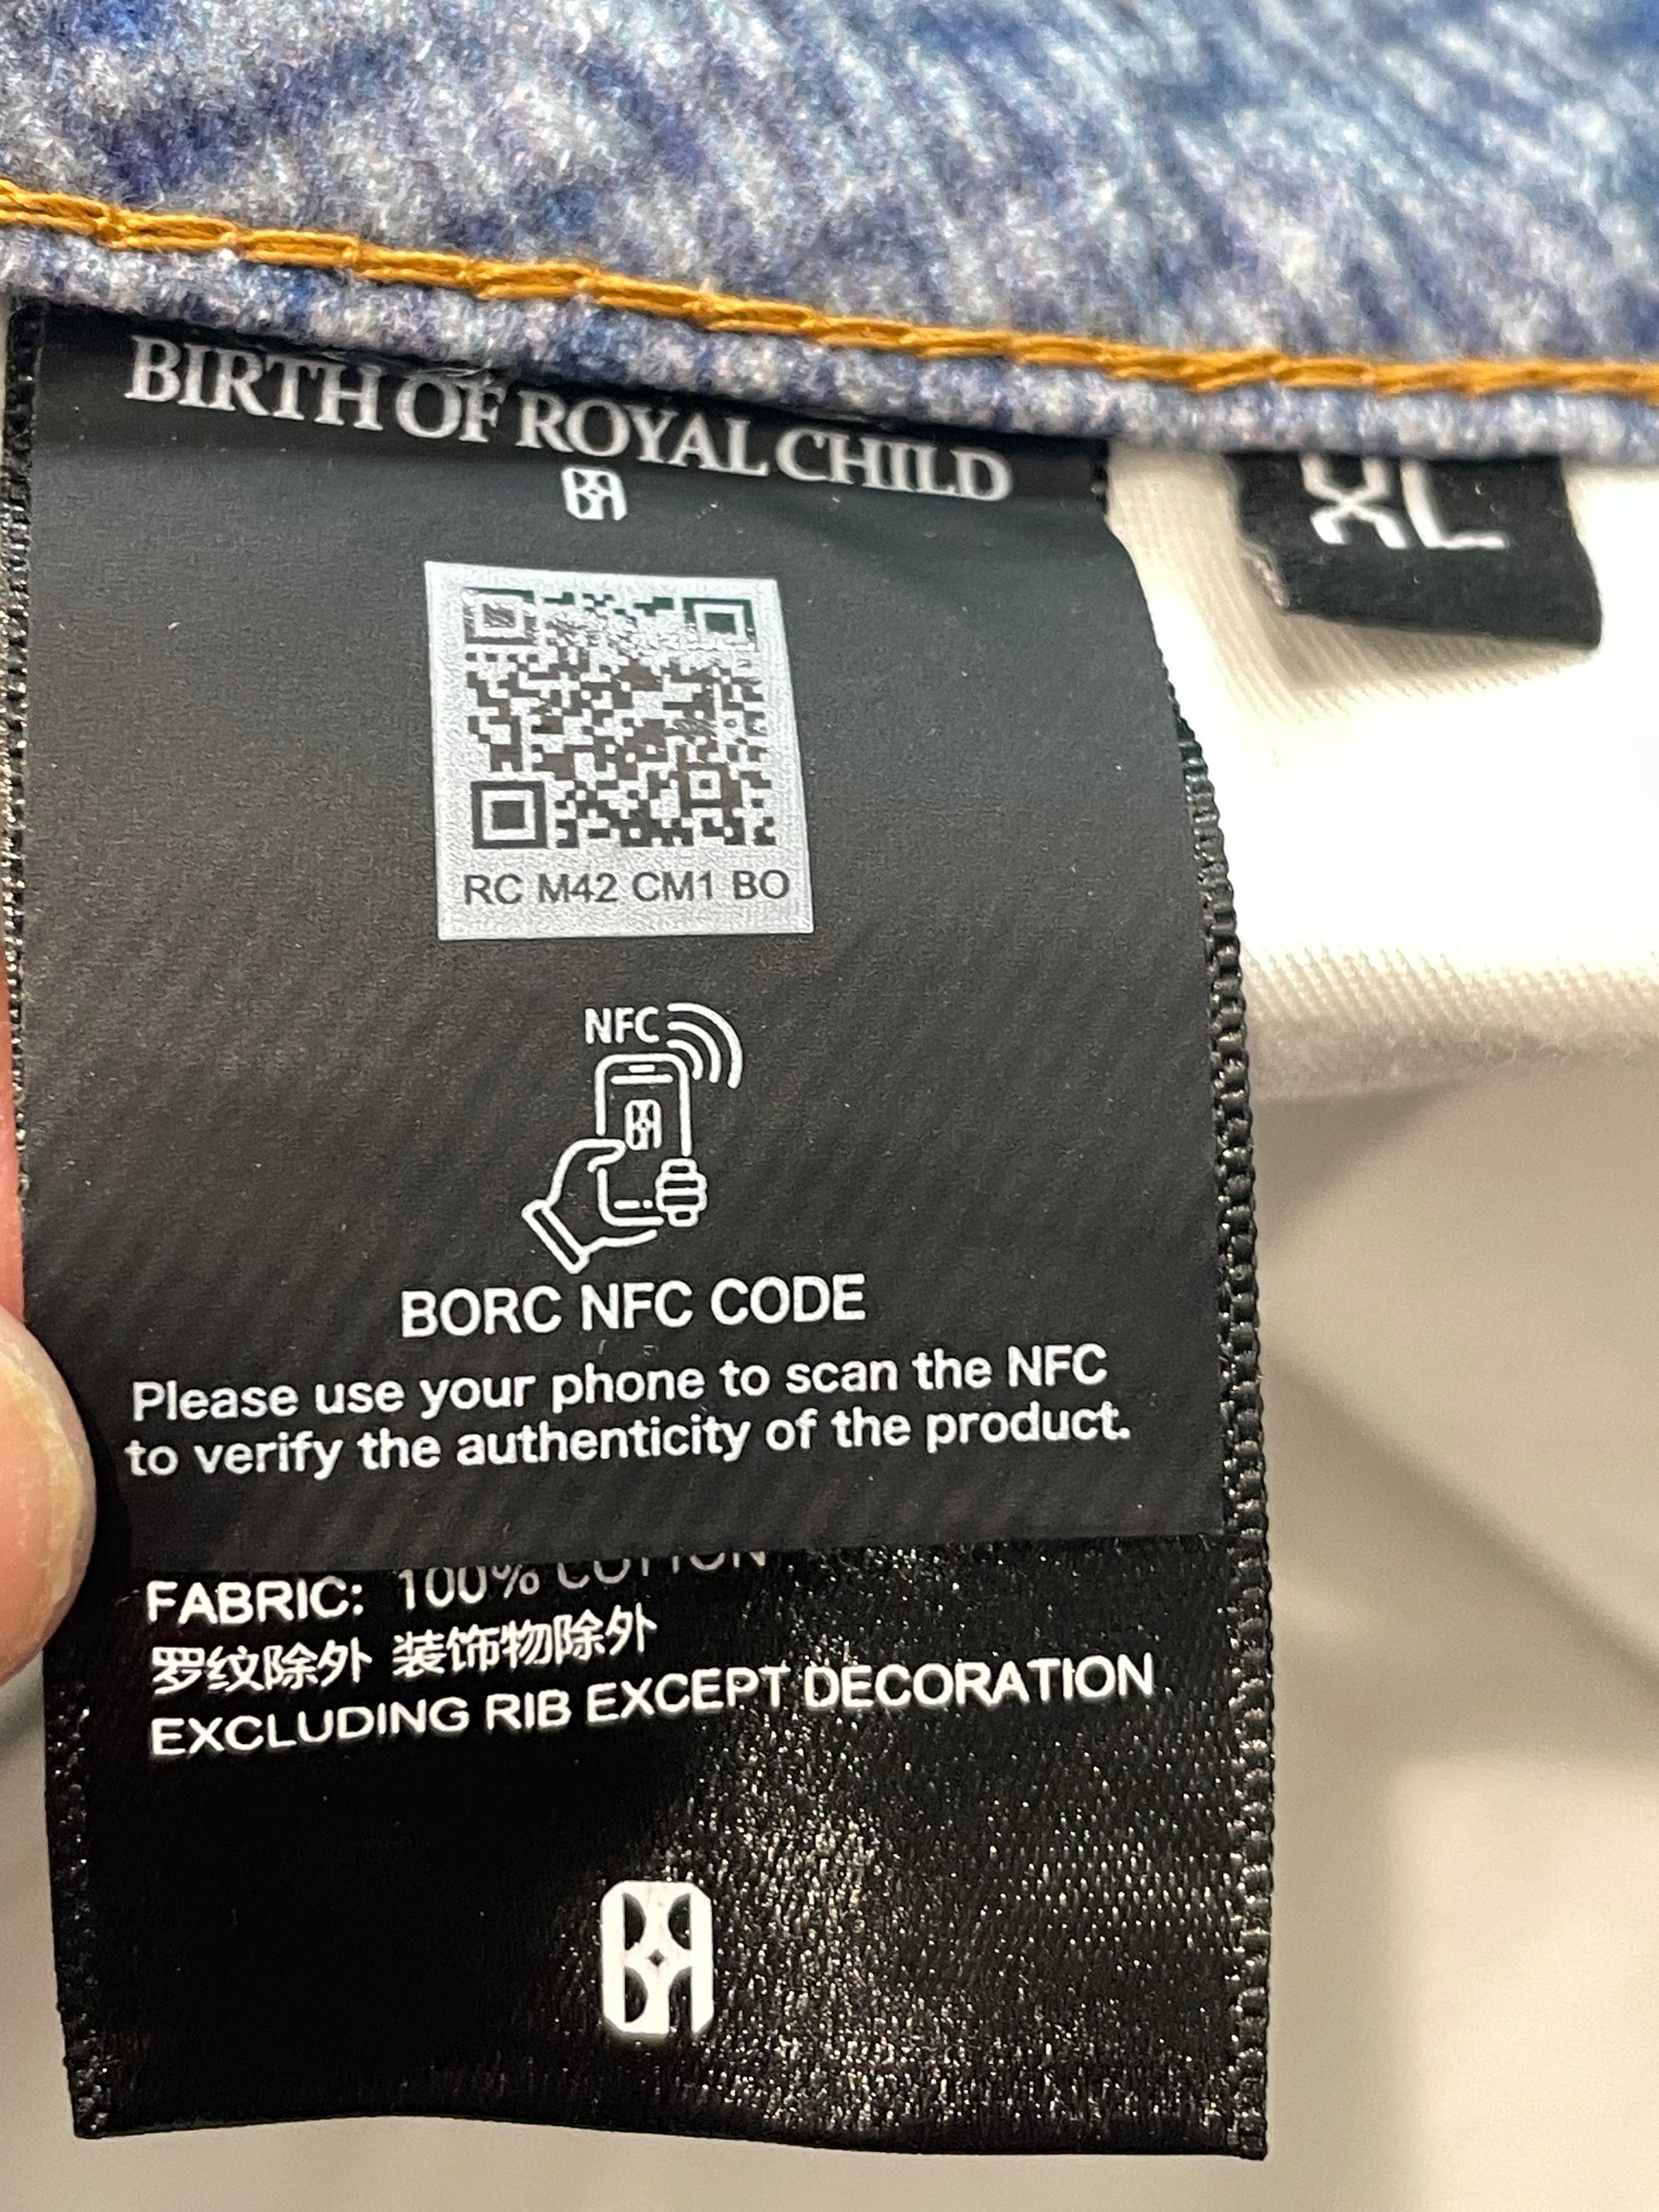 BIRTH OF ROYAL CHILD
XL
RC M42 CM1 BO
NFC
BORC NFC CODE
Please use your phone to scan the NFC
to verify the authenticity of the product.
FABRIC: 100% COTTON
罗纹除外 装饰物除外
EXCLUDING RIB EXCEPT DECORATION